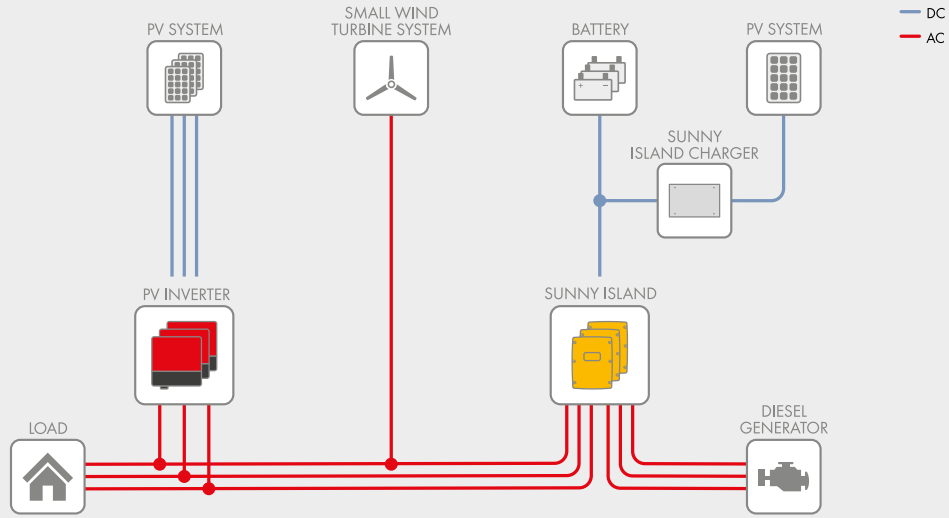 SMALL WIND
TURBINE SYSTEM
PV SYSTEM
BATTERY
PV SYSTEM
DC
AC
SUNNY
ISLAND CHARGER
PV INVERTER
SUNNY ISLAND
LOAD
DIESEL
GENERATOR